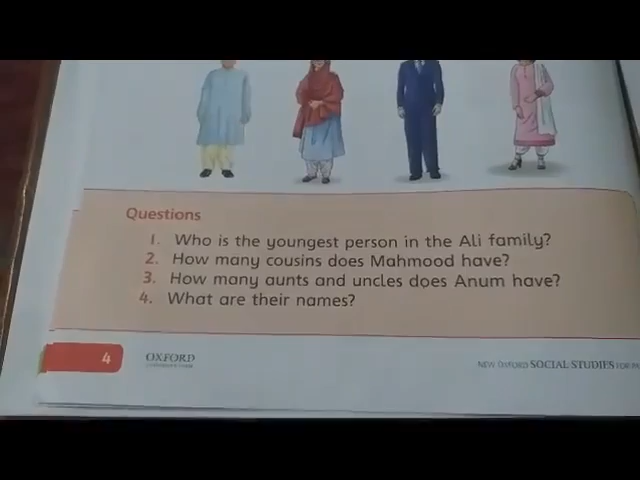 Questions
1. Who is the youngest person in the Ali family?
2. How many cousins does Mahmood have?
3. How many aunts and uncles does Anum have?
4. What are their names?
4 OXFORD NEW OXFORD SOCIAL STUDIES FOR